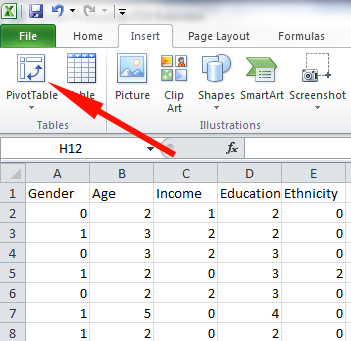 File Home Insert Page Layout Formulas
PivotTable Table Picture Clip Art Shapes SmartArt Screenshot
Tables Illustrations
H12 fx
A B C D E
1 Gender Age Income Education Ethnicity
2 0 2 1 2 0
3 1 3 2 2 0
4 0 3 2 3 0
5 1 2 0 3 2
6 0 2 2 3 0
7 1 5 0 4 0
8 1 2 0 2 0